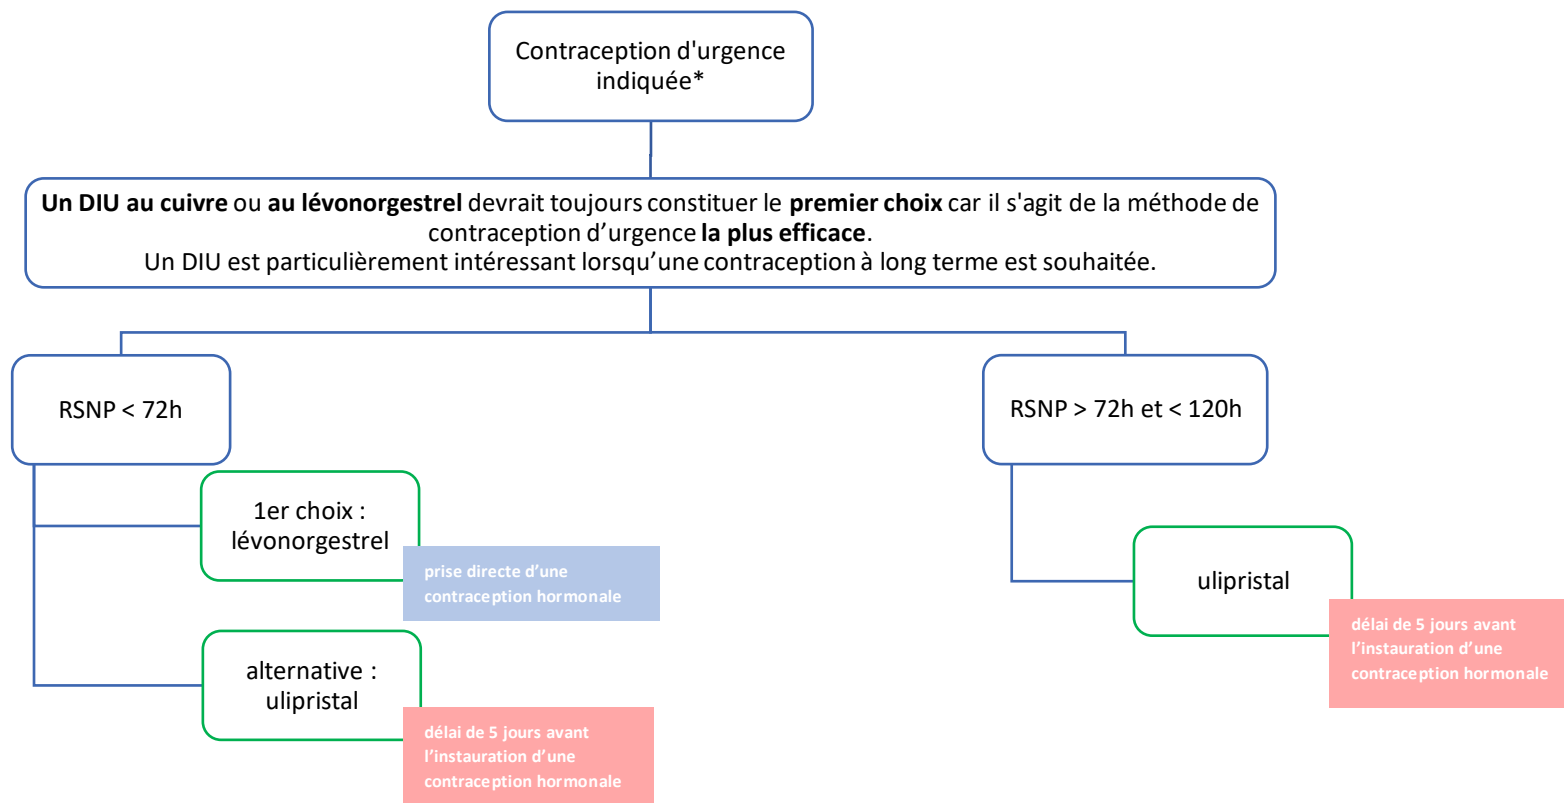 Contraception d'urgence
indiquée*
Un DIU au cuivre ou au lévonorgestrel devrait toujours constituer le premier choix car il s'agit de la méthode de
contraception d’urgence la plus efficace.
Un DIU est particulièrement intéressant lorsqu’une contraception à long terme est souhaitée.
RSNP < 72h
1er choix :
lévonorgestrel
prise directe d’une
contraception hormonale
alternative :
ulipristal
délai de 5 jours avant
l’instauration d’une
contraception hormonale
RSNP > 72h et < 120h
ulipristal
délai de 5 jours avant
l’instauration d’une
contraception hormonale